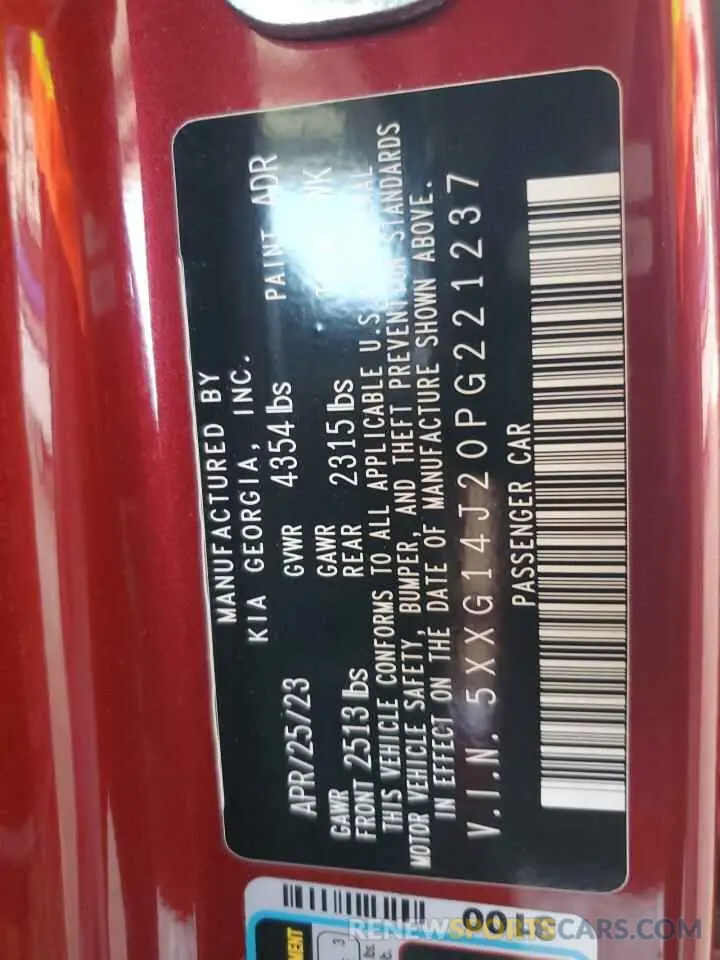 MANUFACTURED BY
KIA GEORGIA, INC.
APR/25/23 GVWR 4354 lbs PAINT ADR
GAWR GAWR
FRONT 2513 lbs REAR 2315 lbs
THIS VEHICLE CONFORMS TO ALL APPLICABLE U.S.
MOTOR VEHICLE SAFETY, BUMPER, AND THEFT PREVENTION STANDARDS
IN EFFECT ON THE DATE OF MANUFACTURE SHOWN ABOVE.
V.I.N. 5XXG14J20PG221237
PASSENGER CAR
RENEWSPORTSCARS.COM